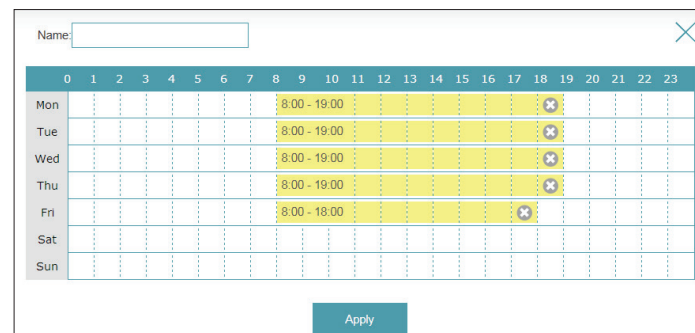 Name:
0 1 2 3 4 5 6 7 8 9 10 11 12 13 14 15 16 17 18 19 20 21 22 23
Mon 8:00 - 19:00
Tue 8:00 - 19:00
Wed 8:00 - 19:00
Thu 8:00 - 19:00
Fri 8:00 - 18:00
Sat
Sun
Apply